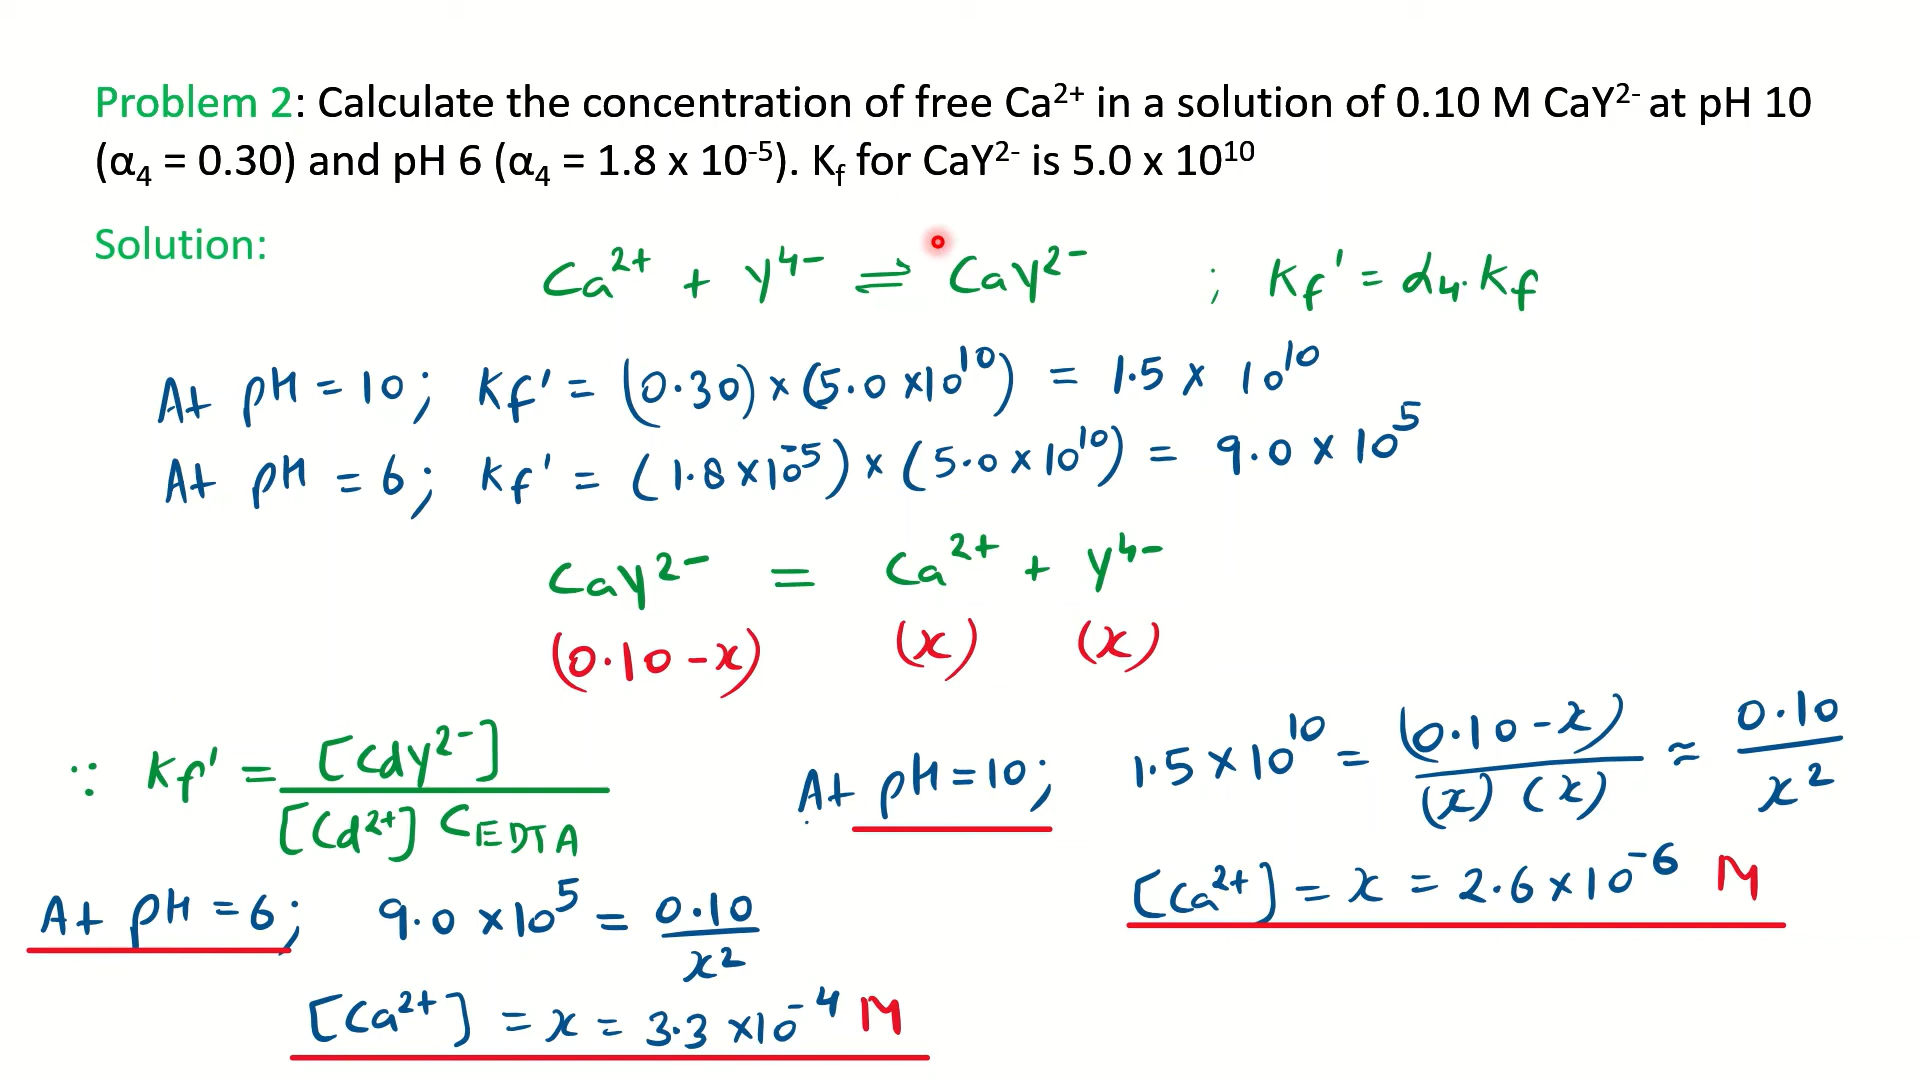 Problem 2: Calculate the concentration of free Ca²⁺ in a solution of 0.10 M CaY²⁻ at pH 10
(α₄ = 0.30) and pH 6 (α₄ = 1.8 x 10⁻⁵). K_f for CaY²⁻ is 5.0 x 10¹⁰
Solution:
Ca²⁺ + Y⁴⁻ ⇌ CaY²⁻ ; Kf' = α₄.Kf
At pH = 10; Kf' = (0.30) × (5.0 ×10¹⁰) = 1.5 × 10¹⁰
At pH = 6; Kf' = (1.8 ×10⁻⁵) × (5.0 × 10¹⁰) = 9.0 × 10⁵
CaY²⁻ = Ca²⁺ + Y⁴⁻
(0.10 - x) (x) (x)
∵ Kf' = [CdY²⁻] / [Cd²⁺] C_EDTA
At pH = 10; 1.5 × 10¹⁰ = (0.10 - x) / (x) (x) ≈ 0.10 / x²
[Ca²⁺] = x = 2.6 × 10⁻⁶ M
At pH = 6; 9.0 × 10⁵ = 0.10 / x²
[Ca²⁺] = x = 3.3 × 10⁻⁴ M